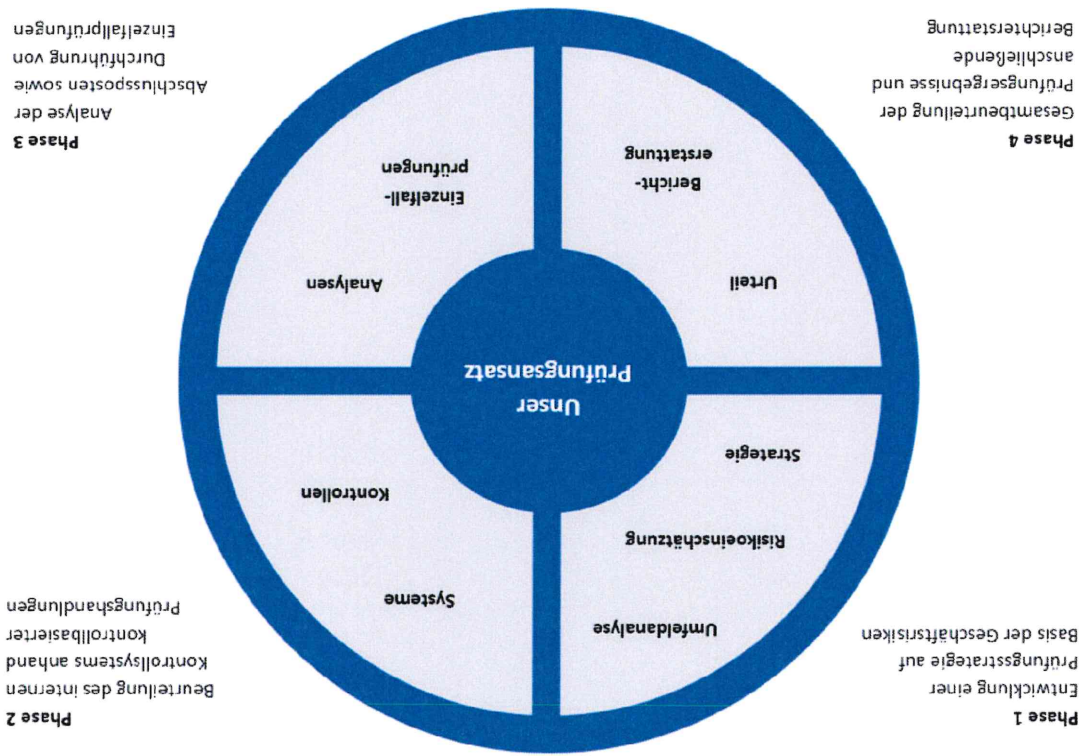 Phase 1
Entwicklung einer
Prüfungsstrategie auf
Basis der Geschäftsrisiken
Umfeldanalyse
Risikoeinschätzung
Strategie
Phase 2
Beurteilung des internen
Kontrollsystems anhand
kontrollbasierter
Prüfungshandlungen
Systeme
Kontrollen
Unser
Prüfungsansatz
Analysen
Einzelfall-
prüfungen
Phase 3
Analyse der
Abschlussposten sowie
Durchführung von
Einzelfallprüfungen
Urteil
Bericht-
erstattung
Phase 4
Gesamtbeurteilung der
Prüfungsergebnisse und
anschließende
Berichterstattung